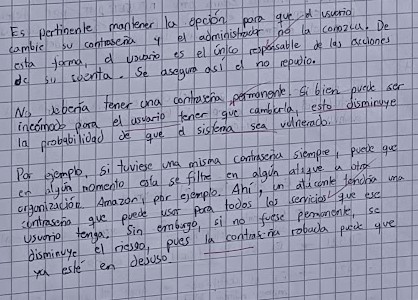 Es pertinente mantener la opción para que el usuario
cambie su contraseña y el administrador no la conozca. De
esta forma, el usuario es el único responsable de las acciones
de su cuenta. Se asegura así el no repudio.
No debería tener una contraseña permanente. Si bien puede ser
incómodo para el usuario tener que cambiarla, esto disminuye
la probabilidad de que el sistema sea vulnerado.
Por ejemplo, si tuviese una misma contraseña siempre, puede que
en algún momento esta se filtre en algún ataque a otra
organización Amazon, por ejemplo. Ahí, un atacante tendría una
contraseña que puede usar para todos los servicios que ese
usuario tenga. Sin embargo, si no fuese permanente, se
disminuye el riesgo, pues la contraseña robada puede que
ya esté en desuso.